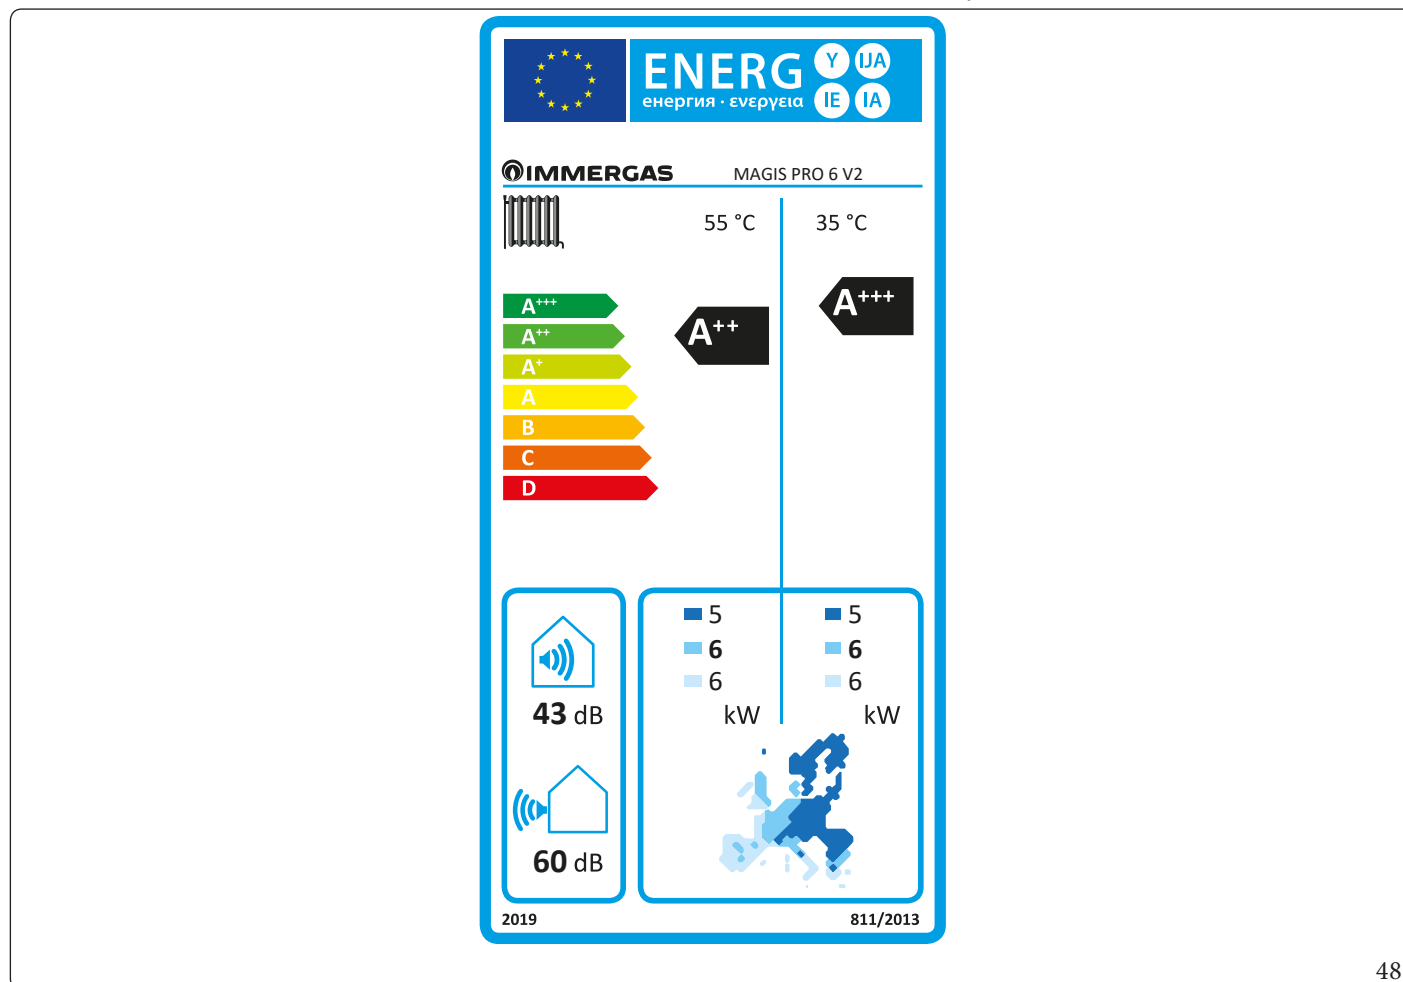 ENERG Y IJA
енергия · ενεργεια IE IA
IMMERGAS MAGIS PRO 6 V2
55 °C 35 °C
A+++
A++
A+
A
B
C
D
A++
A+++
43 dB
60 dB
5 5
6 6
6 6
kW kW
2019 811/2013
48